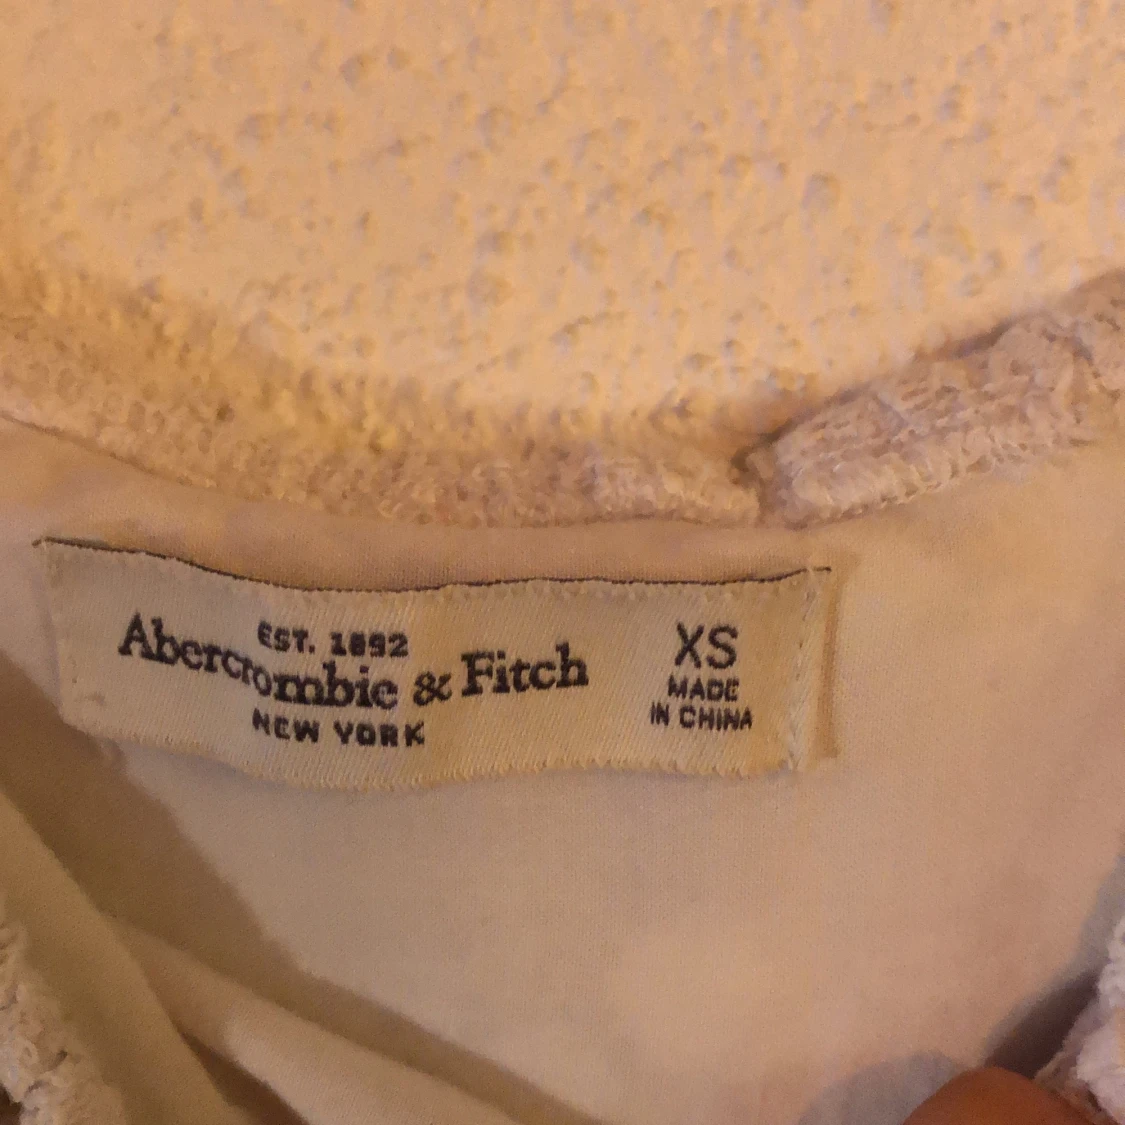 EST. 1892
Abercrombie & Fitch
NEW YORK
XS
MADE
IN CHINA